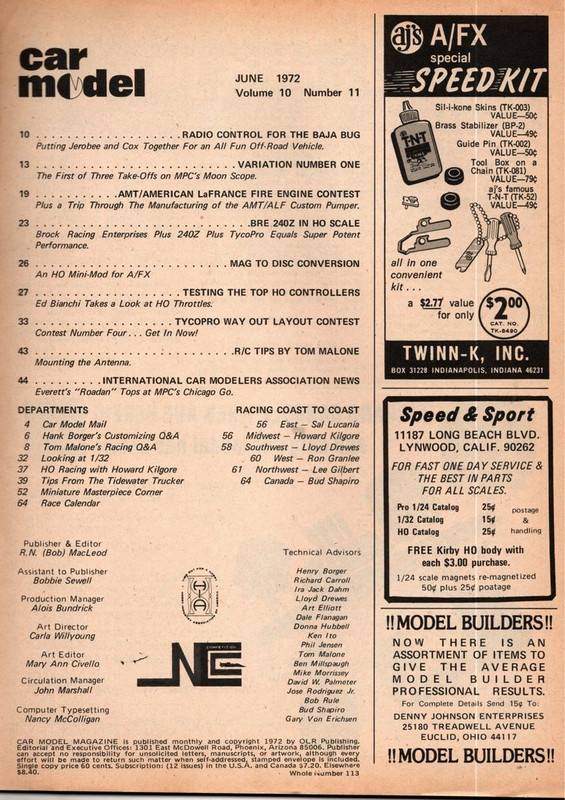 car
model
JUNE 1972
Volume 10 Number 11
10 . . . . . . . . . . . . . . . . . . . . . RADIO CONTROL FOR THE BAJA BUG
Putting Jerobee and Cox Together For an All Fun Off-Road Vehicle.
13 . . . . . . . . . . . . . . . . . . . . . VARIATION NUMBER ONE
The First of Three Take-Offs on MPC's Moon Scope.
19 . . . . . . . . . . . . AMT/AMERICAN LaFRANCE FIRE ENGINE CONTEST
Plus a Trip Through The Manufacturing of the AMT/ALF Custom Pumper.
23 . . . . . . . . . . . . . . . . . . . . . BRE 240Z IN HO SCALE
Brock Racing Enterprises Plus 240Z Plus TycoPro Equals Super Potent
Performance.
26 . . . . . . . . . . . . . . . . . . . . . MAG TO DISC CONVERSION
An HO Mini-Mod for A/FX
27 . . . . . . . . . . . . . . . . . TESTING THE TOP HO CONTROLLERS
Ed Bianchi Takes a Look at HO Throttles.
33 . . . . . . . . . . . . . . . . TYCOPRO WAY OUT LAYOUT CONTEST
Contest Number Four . . . Get In Now!
43 . . . . . . . . . . . . . . . . . . . . . R/C TIPS BY TOM MALONE
Mounting the Antenna.
44 . . . . . . . . . INTERNATIONAL CAR MODELERS ASSOCIATION NEWS
Everett's "Roadan" Tops at MPC's Chicago Go.
DEPARTMENTS
4 Car Model Mail
6 Hank Borger's Customizing Q&A
8 Tom Malone's Racing Q&A
32 Looking at 1/32
37 HO Racing with Howard Kilgore
39 Tips From The Tidewater Trucker
52 Miniature Masterpiece Corner
64 Race Calendar
RACING COAST TO COAST
56 East – Sal Lucania
56 Midwest – Howard Kilgore
58 Southwest – Lloyd Drewes
60 West – Ron Granlee
61 Northwest – Lee Gilbert
64 Canada – Bud Shapiro
Publisher & Editor
R.N. (Bob) MacLeod
Assistant to Publisher
Bobbie Sewell
Production Manager
Alois Bundrick
Art Director
Carla Willyoung
Art Editor
Mary Ann Civello
Circulation Manager
John Marshall
Computer Typesetting
Nancy McColligan
Technical Advisors
Henry Borger
Richard Carroll
Ira Jack Dahm
Lloyd Drewes
Art Elliott
Dale Flanagan
Donna Hubbell
Ken Ito
Phil Jensen
Tom Malone
Ben Millspaugh
Mike Morrissey
David W. Palmeter
Jose Rodriguez Jr.
Bob Rule
Bud Shapiro
Gary Von Erichsen
CAR MODEL MAGAZINE is published monthly and copyright 1972 by OLR Publishing.
Editorial and Executive Offices: 1301 East McDowell Road, Phoenix, Arizona 85006. Publisher
can accept no responsibility for unsolicited letters, manuscripts, or artwork, although every
effort will be made to return such matter when self-addressed, stamped envelope is included.
Single copy price 60 cents. Subscription: (12 issues) in the U.S.A. and Canada $7.20. Elsewhere
$8.40.
Whole Number 113
aj's A/FX
special
SPEED KIT
Sil-i-kone Skins (TK-003)
VALUE—50¢
Brass Stabilizer (BP-2)
VALUE—49¢
Guide Pin (TK-002)
VALUE—50¢
Tool Box on a
Chain (TK-081)
VALUE—79¢
aj's famous
T-N-T (TK-52)
VALUE—49¢
T·N·T
all in one
convenient
kit . . .
a $2.77 value
for only
$2.00
CAT. NO.
TK-8490
TWINN-K, INC.
BOX 31228 INDIANAPOLIS, INDIANA 46231
Speed & Sport
11187 LONG BEACH BLVD.
LYNWOOD, CALIF. 90262
FOR FAST ONE DAY SERVICE &
THE BEST IN PARTS
FOR ALL SCALES.
Pro 1/24 Catalog 25¢ postage
1/32 Catalog 15¢ &
HO Catalog 25¢ handling
FREE Kirby HO body with
each $3.00 purchase.
1/24 scale magnets re-magnetized
50¢ plus 25¢ poatage
!!MODEL BUILDERS!!
NOW THERE IS AN
ASSORTMENT OF ITEMS TO
GIVE THE AVERAGE
MODEL BUILDER
PROFESSIONAL RESULTS.
For Complete Details Send 15¢ To:
DENNY JOHNSON ENTERPRISES
25180 TREADWELL AVENUE
EUCLID, OHIO 44117
!!MODEL BUILDERS!!